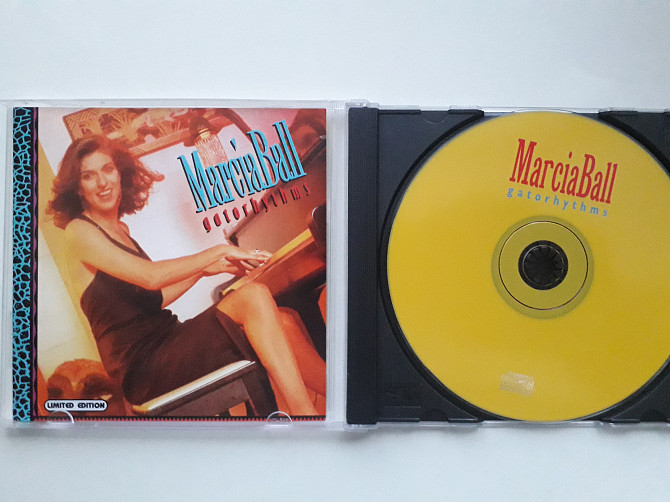 MarciaBall
gatorhythms
LIMITED EDITION
MarciaBall
gatorhythms